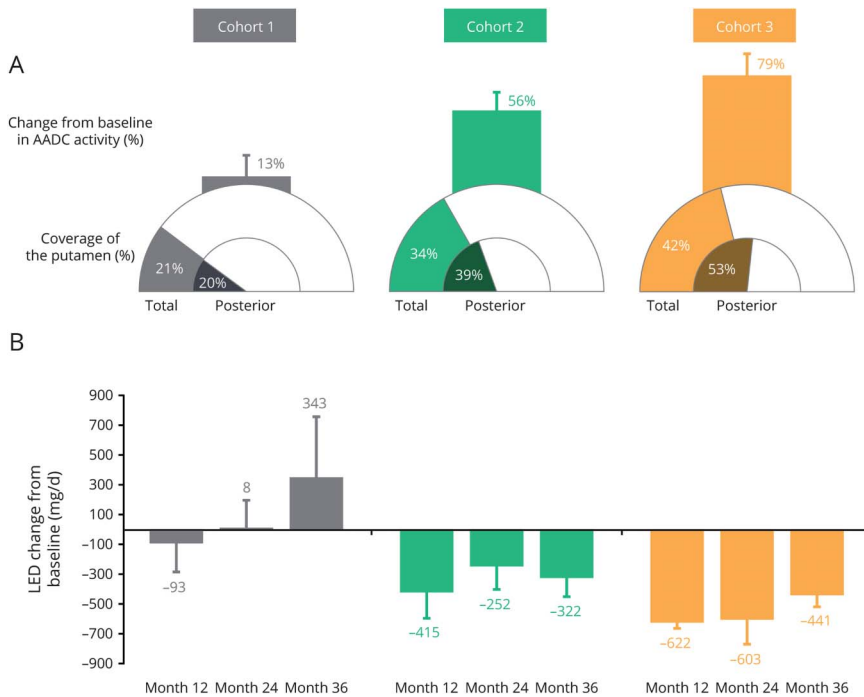 Cohort 1
Cohort 2
Cohort 3
A
Change from baseline
in AADC activity (%)
13%
56%
79%
Coverage of
the putamen (%)
21%
20%
34%
39%
42%
53%
Total
Posterior
Total
Posterior
Total
Posterior
B
LED change from
baseline (mg/d)
900
700
500
300
100
–100
–300
–500
–700
–900
–93
8
343
–415
–252
–322
–622
–603
–441
Month 12
Month 24
Month 36
Month 12
Month 24
Month 36
Month 12
Month 24
Month 36